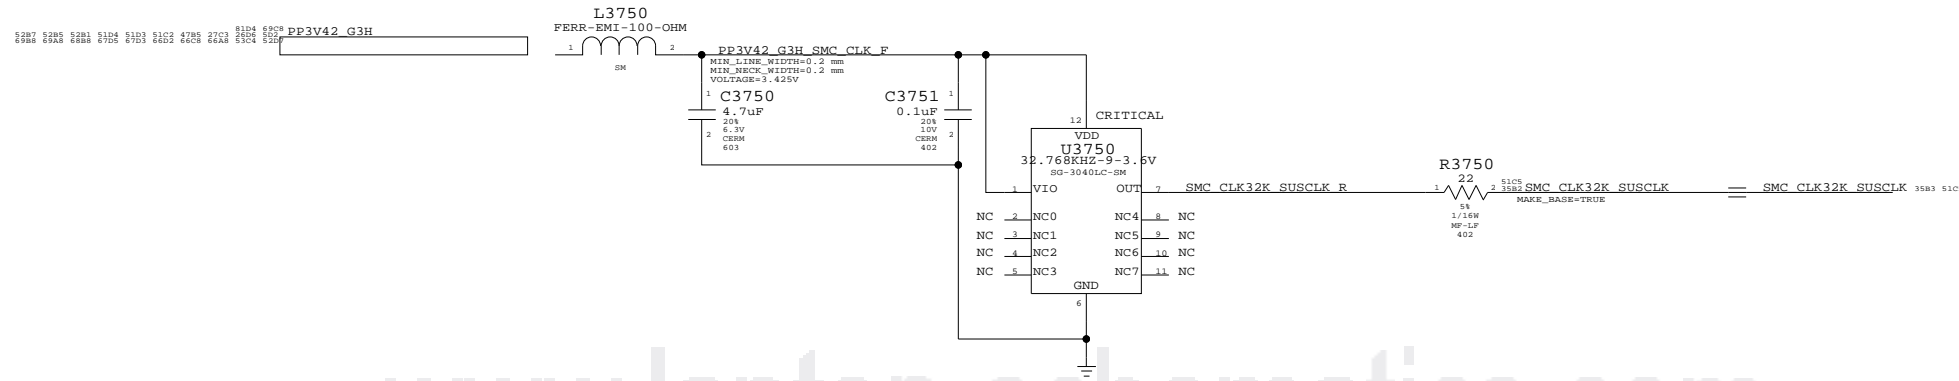 81D4 69C8
52B7 52B5 52B1 51D4 51D3 51C2 47B5 27C3 26D6 5D2
69B8 69A8 68B8 67D5 67D3 66D2 66C8 66A8 53C4 52D7
PP3V42_G3H
L3750
FERR-EMI-100-OHM
1 2
SM
PP3V42_G3H_SMC_CLK_F
MIN_LINE_WIDTH=0.2 mm
MIN_NECK_WIDTH=0.2 mm
VOLTAGE=3.425V
1 C3750
4.7uF
20%
6.3V
2 CERM
603
C3751 1
0.1uF
20%
10V
CERM 2
402
12 CRITICAL
VDD
U3750
32.768KHZ-9-3.6V
SG-3040LC-SM
1 VIO OUT 7
NC 2 NC0 NC4 8 NC
NC 3 NC1 NC5 9 NC
NC 4 NC2 NC6 10 NC
NC 5 NC3 NC7 11 NC
GND
6
SMC_CLK32K_SUSCLK_R
R3750
22
1 2
5%
1/16W
MF-LF
402
51C5
35B2 SMC_CLK32K_SUSCLK
MAKE_BASE=TRUE
SMC_CLK32K_SUSCLK 35B3 51C